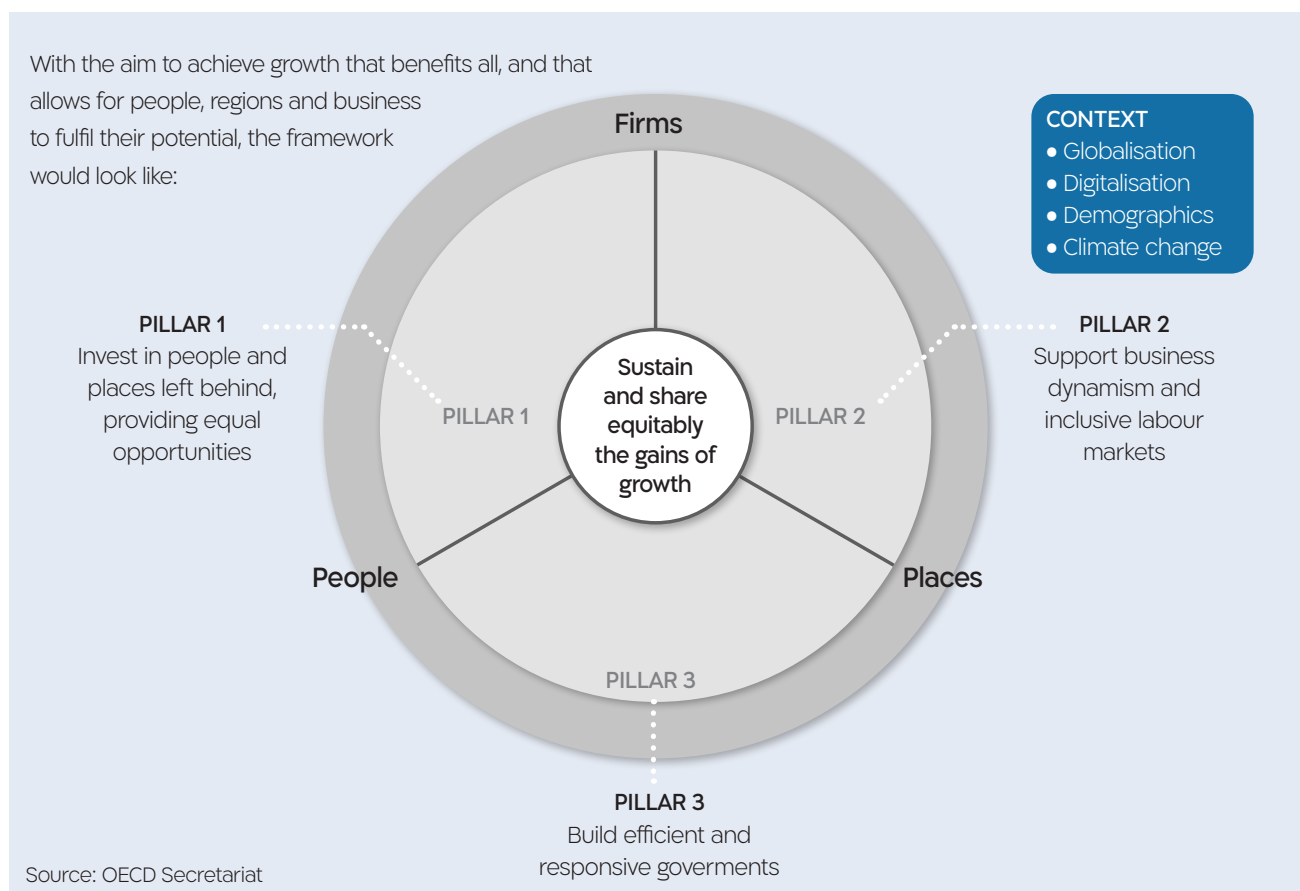 With the aim to achieve growth that benefits all, and that
allows for people, regions and business
to fulfil their potential, the framework
would look like:
Firms
CONTEXT
• Globalisation
• Digitalisation
• Demographics
• Climate change
PILLAR 1
Invest in people and
places left behind,
providing equal
opportunities
PILLAR 1
Sustain
and share
equitably
the gains of
growth
PILLAR 2
PILLAR 2
Support business
dynamism and
inclusive labour
markets
People
Places
PILLAR 3
PILLAR 3
Build efficient and
responsive goverments
Source: OECD Secretariat